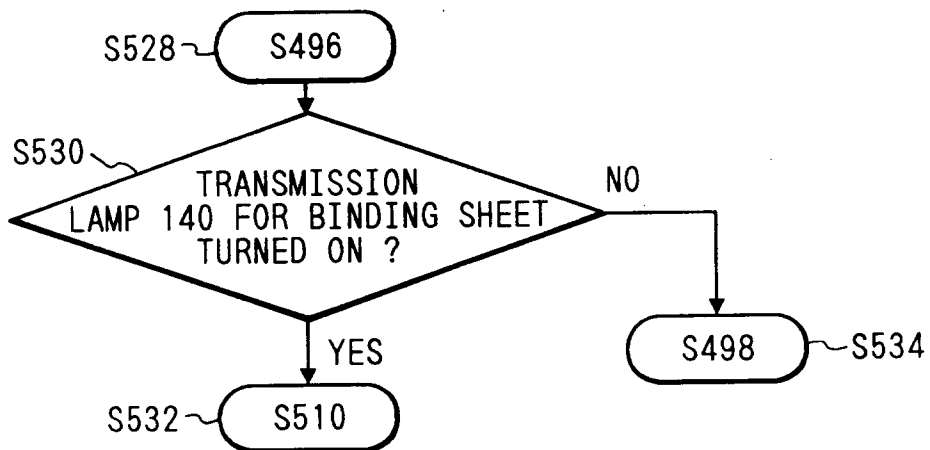 S528
S496
S530
TRANSMISSION
LAMP 140 FOR BINDING SHEET
TURNED ON ?
NO
YES
S498
S534
S532
S510